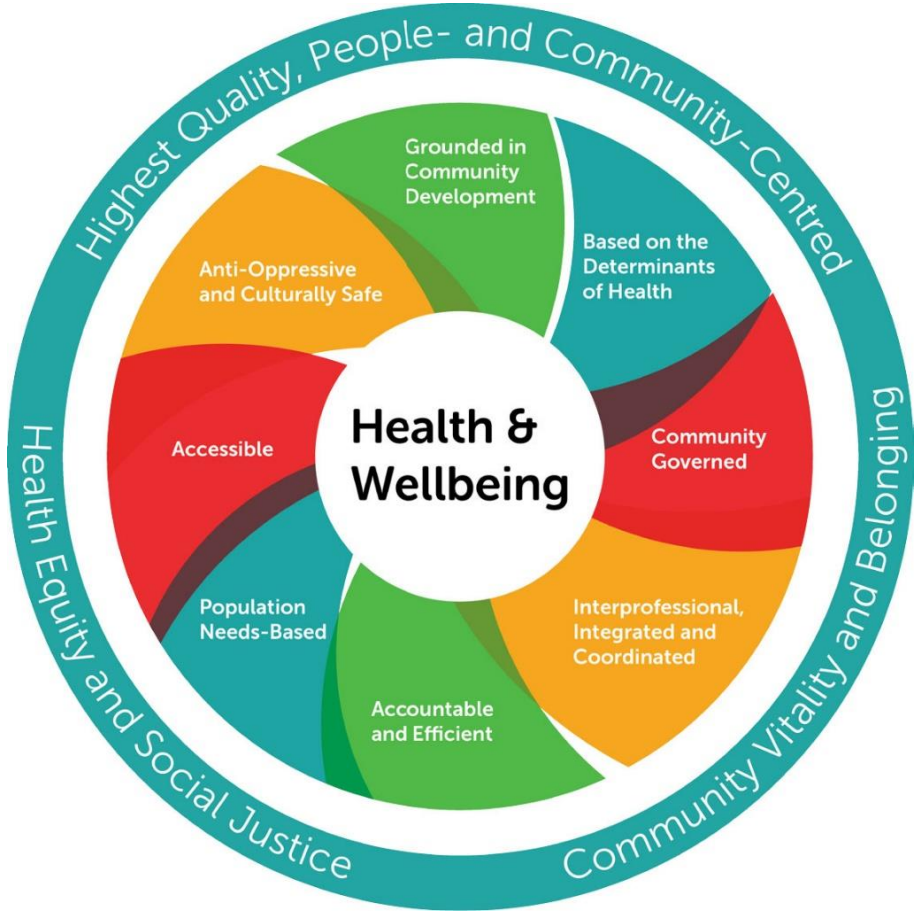 Highest Quality, People- and Community-Centred
Grounded in
Community
Development
Based on the
Determinants
of Health
Anti-Oppressive
and Culturally Safe
Health &
Wellbeing
Accessible
Community
Governed
Population
Needs-Based
Interprofessional,
Integrated and
Coordinated
Accountable
and Efficient
Health Equity and Social Justice
Community Vitality and Belonging